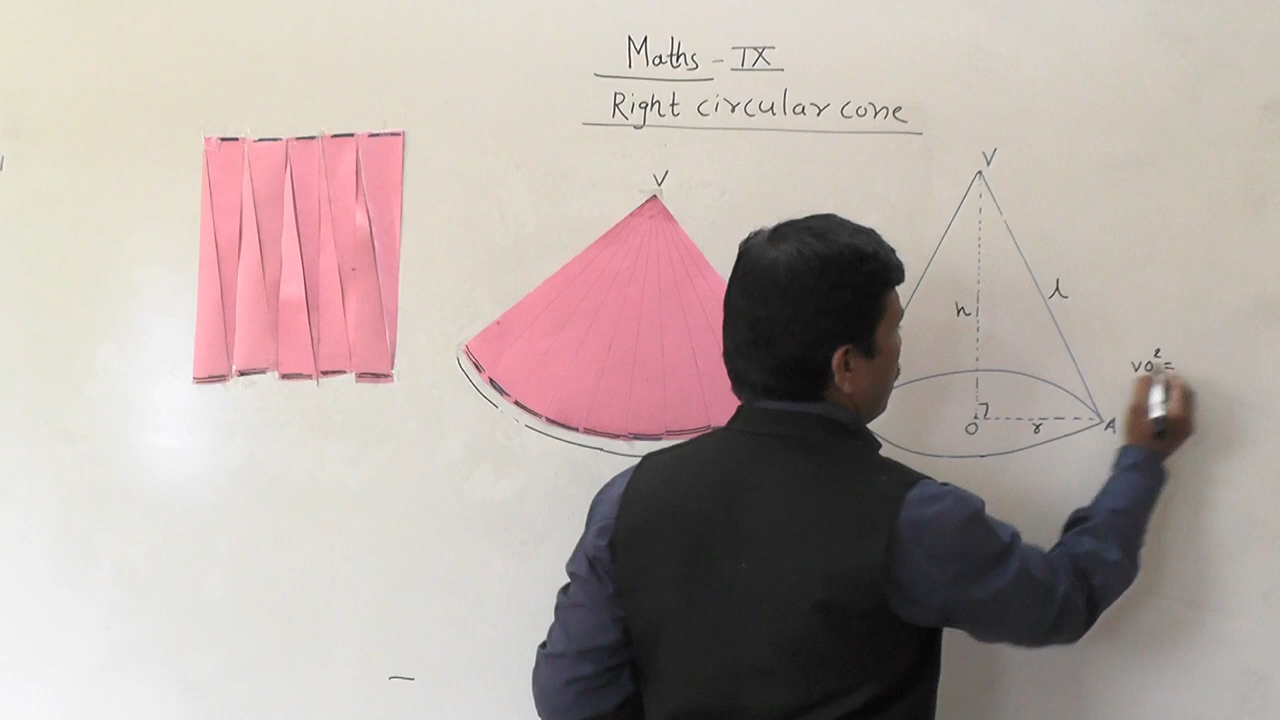 Maths - IX
Right circular cone
V
V
h
l
VO²=
O
r
A